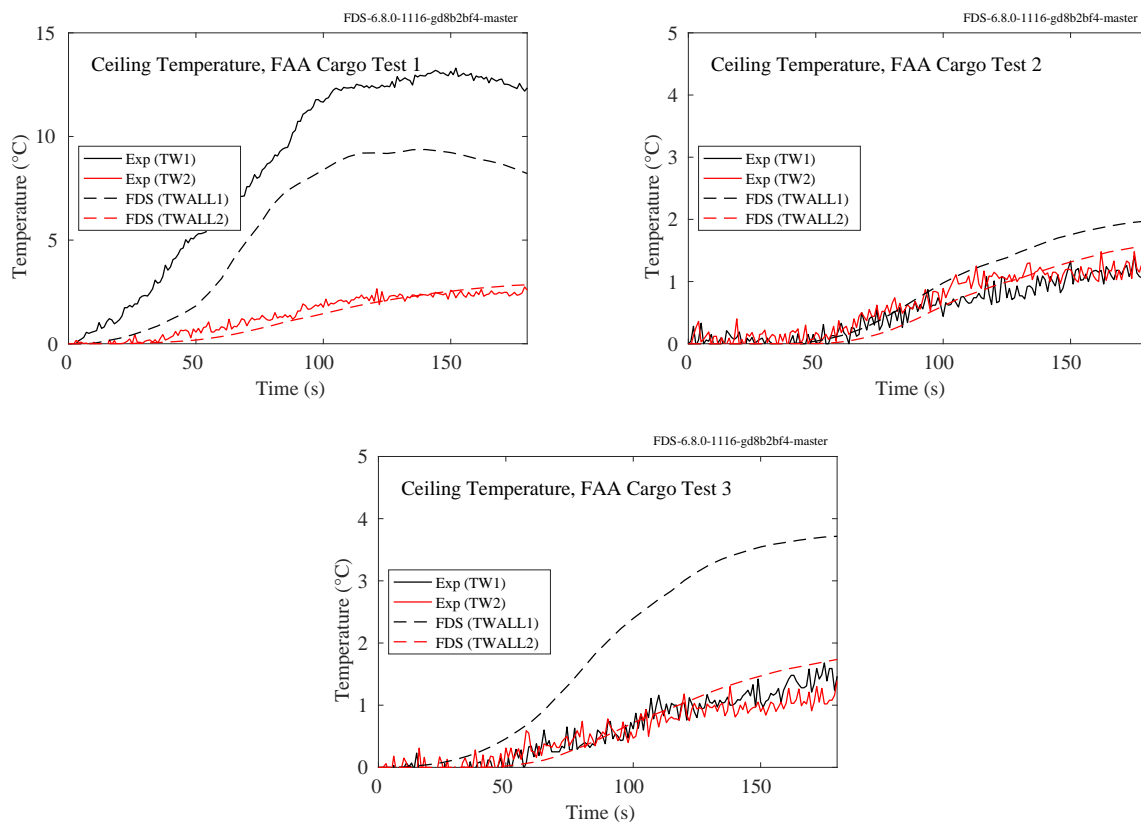 FDS-6.8.0-1116-gd8b2bf4-master
Ceiling Temperature, FAA Cargo Test 1
Temperature (°C)
15
10
5
0
Exp (TW1)
Exp (TW2)
FDS (TWALL1)
FDS (TWALL2)
0 50 100 150
Time (s)
FDS-6.8.0-1116-gd8b2bf4-master
Ceiling Temperature, FAA Cargo Test 2
Temperature (°C)
5
4
3
2
1
0
Exp (TW1)
Exp (TW2)
FDS (TWALL1)
FDS (TWALL2)
0 50 100 150
Time (s)
FDS-6.8.0-1116-gd8b2bf4-master
Ceiling Temperature, FAA Cargo Test 3
Temperature (°C)
5
4
3
2
1
0
Exp (TW1)
Exp (TW2)
FDS (TWALL1)
FDS (TWALL2)
0 50 100 150
Time (s)